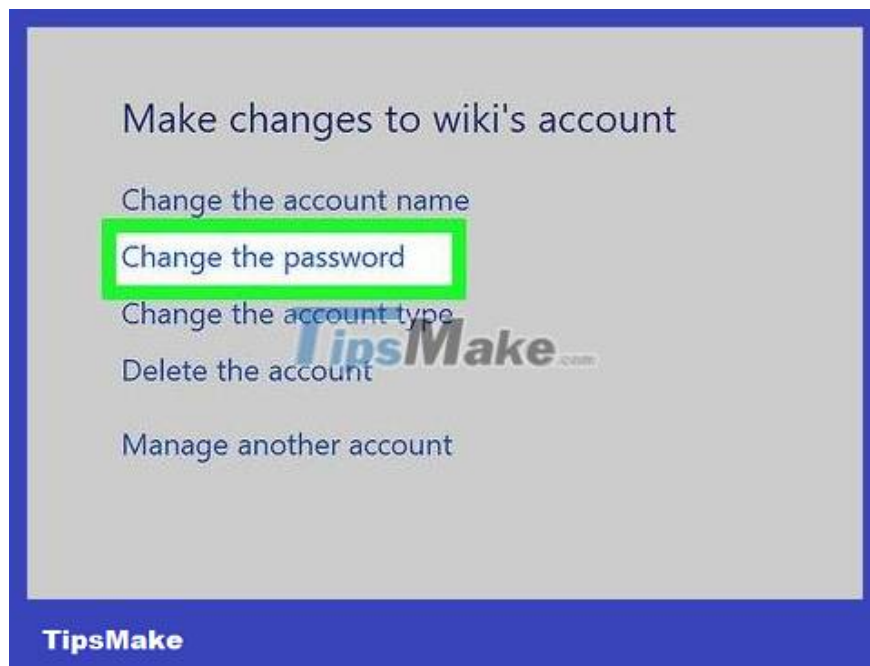 Make changes to wiki's account
Change the account name
Change the password
Change the account type
TipsMake.com
Delete the account
Manage another account
TipsMake